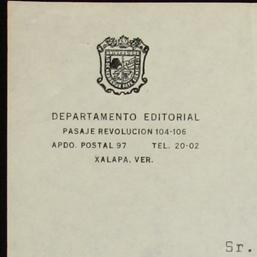 DEPARTAMENTO EDITORIAL
PASAJE REVOLUCION 104-106
APDO. POSTAL 97 TEL. 20-02
XALAPA, VER.
Sr.